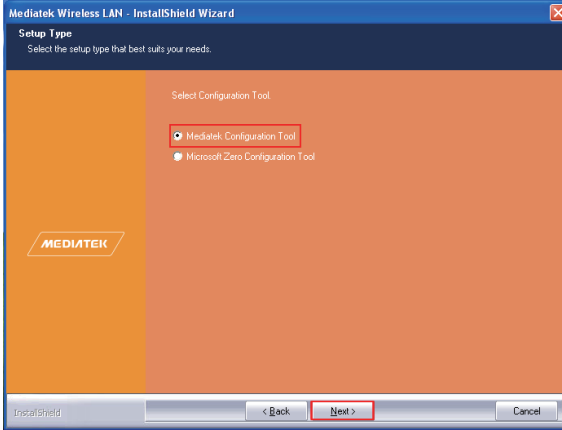 Mediatek Wireless LAN - InstallShield Wizard
Setup Type
Select the setup type that best suits your needs.
Select Configuration Tool.
Mediatek Configuration Tool
Microsoft Zero Configuration Tool
MEDIATEK
InstallShield
< Back
Next >
Cancel